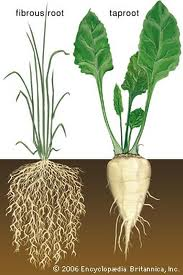 fibrous root
taproot
© 2006 Encyclopædia Britannica, Inc.